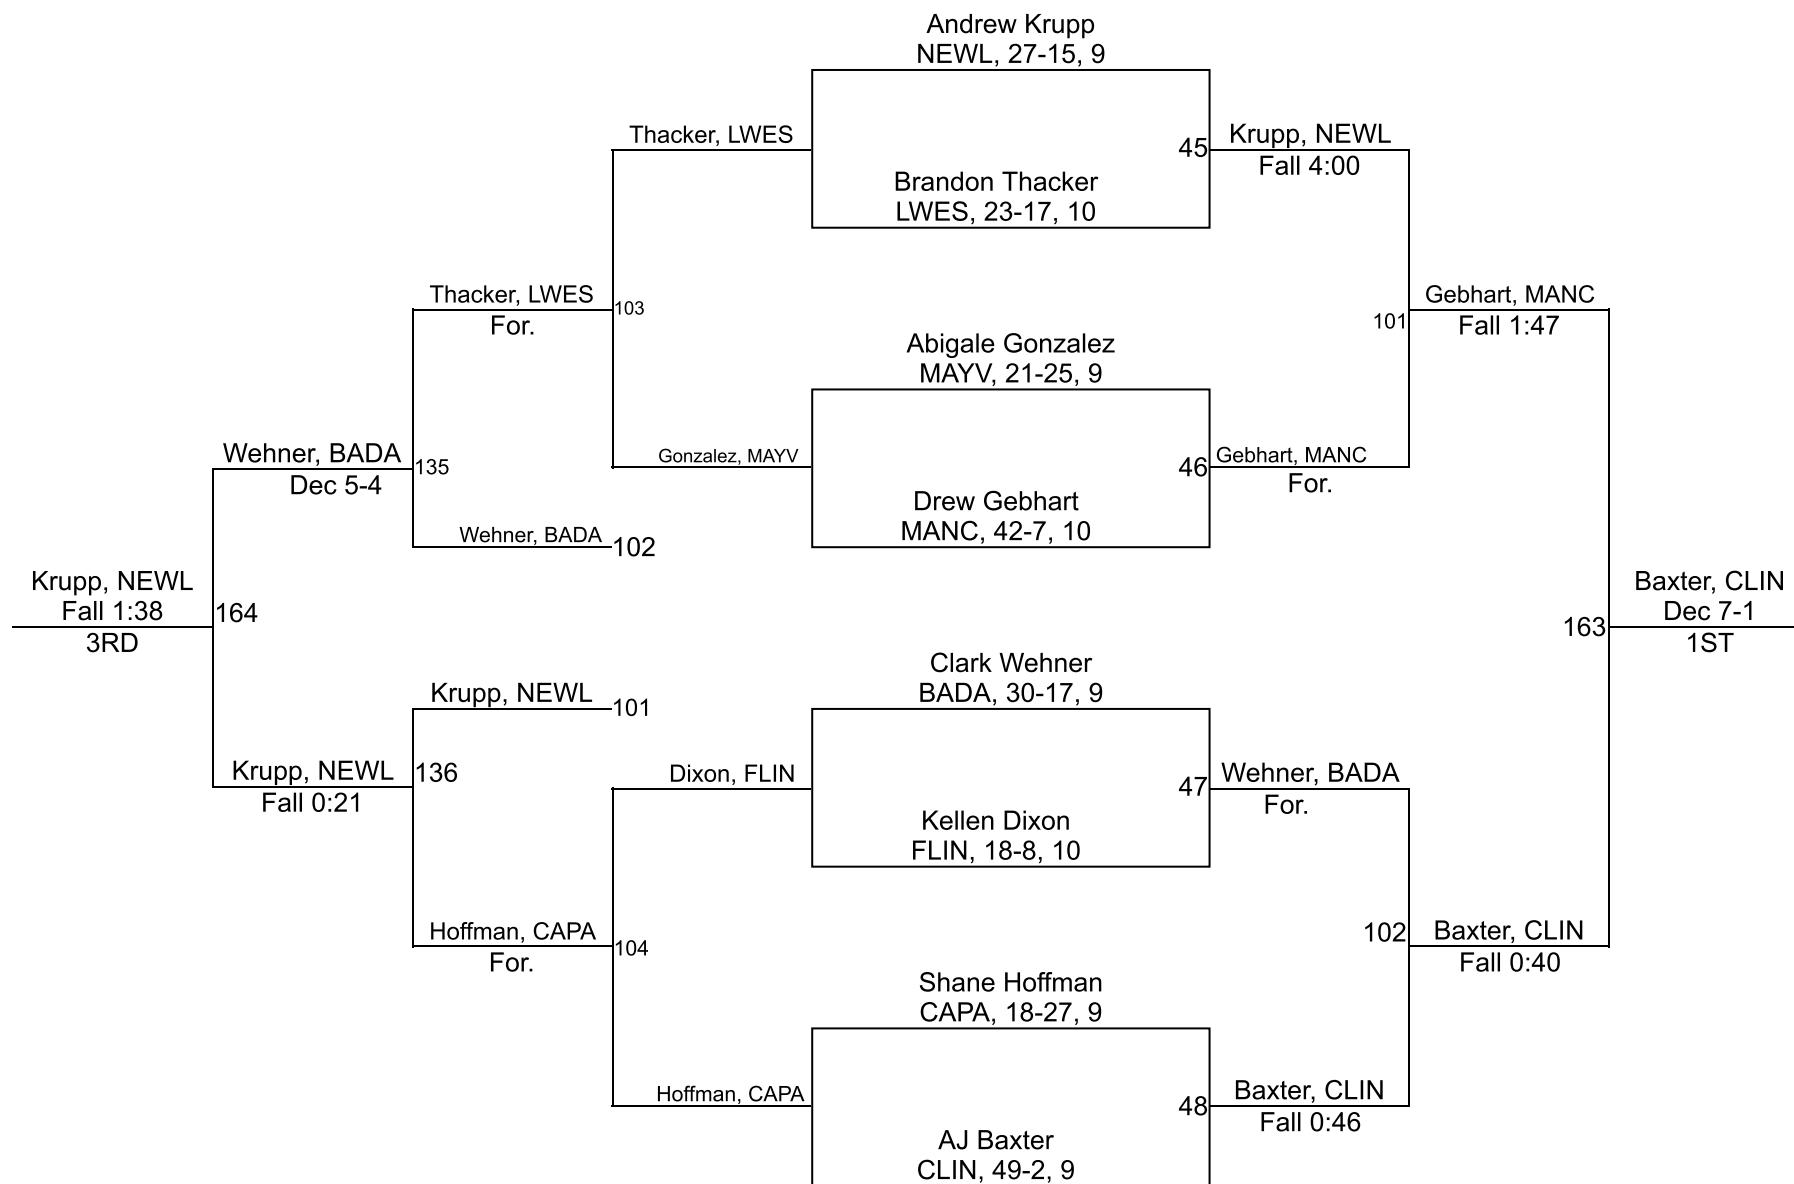 Andrew Krupp
NEWL, 27-15, 9
Thacker, LWES
45
Krupp, NEWL
Fall 4:00
Brandon Thacker
LWES, 23-17, 10
Thacker, LWES
For.
103
101
Gebhart, MANC
Fall 1:47
Abigale Gonzalez
MAYV, 21-25, 9
Wehner, BADA
Dec 5-4
135
Gonzalez, MAYV
46
Gebhart, MANC
For.
Drew Gebhart
MANC, 42-7, 10
Wehner, BADA
102
Krupp, NEWL
Fall 1:38
3RD
164
163
Baxter, CLIN
Dec 7-1
1ST
Clark Wehner
BADA, 30-17, 9
Krupp, NEWL
101
Krupp, NEWL
Fall 0:21
136
Dixon, FLIN
47
Wehner, BADA
For.
Kellen Dixon
FLIN, 18-8, 10
Hoffman, CAPA
For.
104
102
Baxter, CLIN
Fall 0:40
Shane Hoffman
CAPA, 18-27, 9
Hoffman, CAPA
48
Baxter, CLIN
Fall 0:46
AJ Baxter
CLIN, 49-2, 9